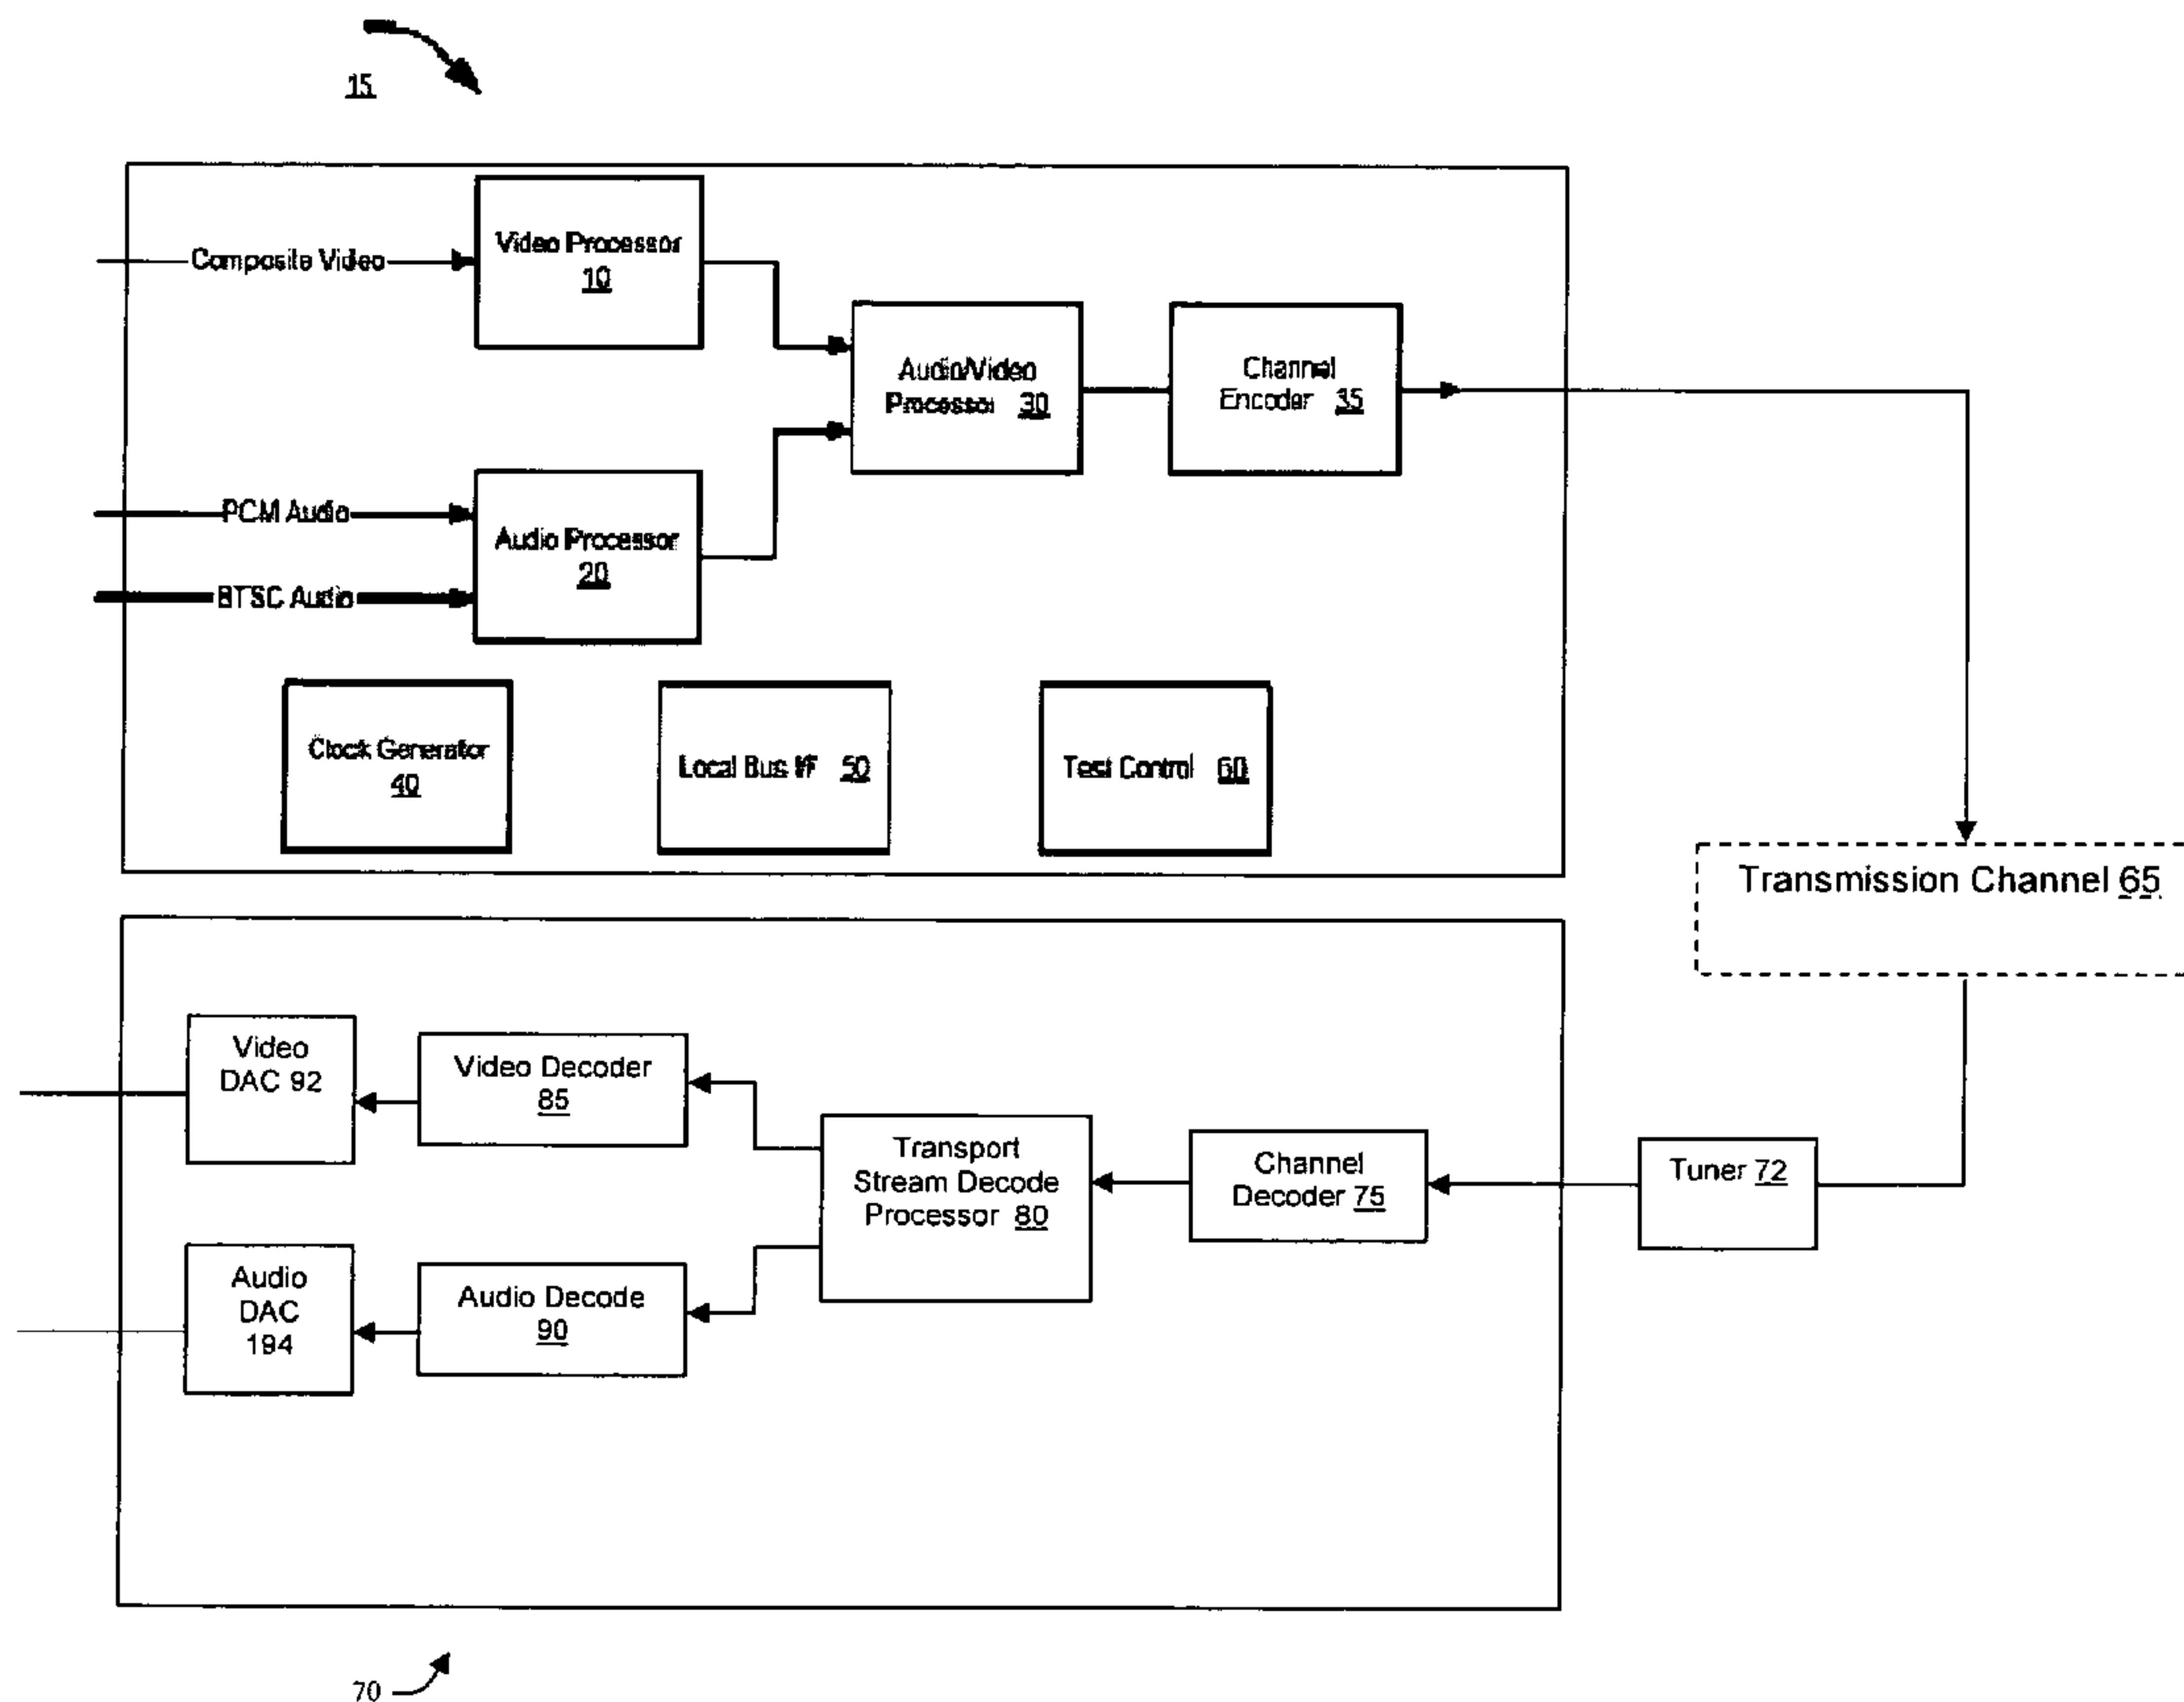 15
Composite Video
Video Processor
10
Audio/Video
Processor 30
Channel
Encoder 35
PCM Audio
BTSC Audio
Audio Processor
20
Clock Generator
40
Local Bus I/F 50
Test Control 60
Transmission Channel 65
Video
DAC 92
Video Decoder
85
Transport
Stream Decode
Processor 80
Channel
Decoder 75
Tuner 72
Audio
DAC
194
Audio Decode
90
70